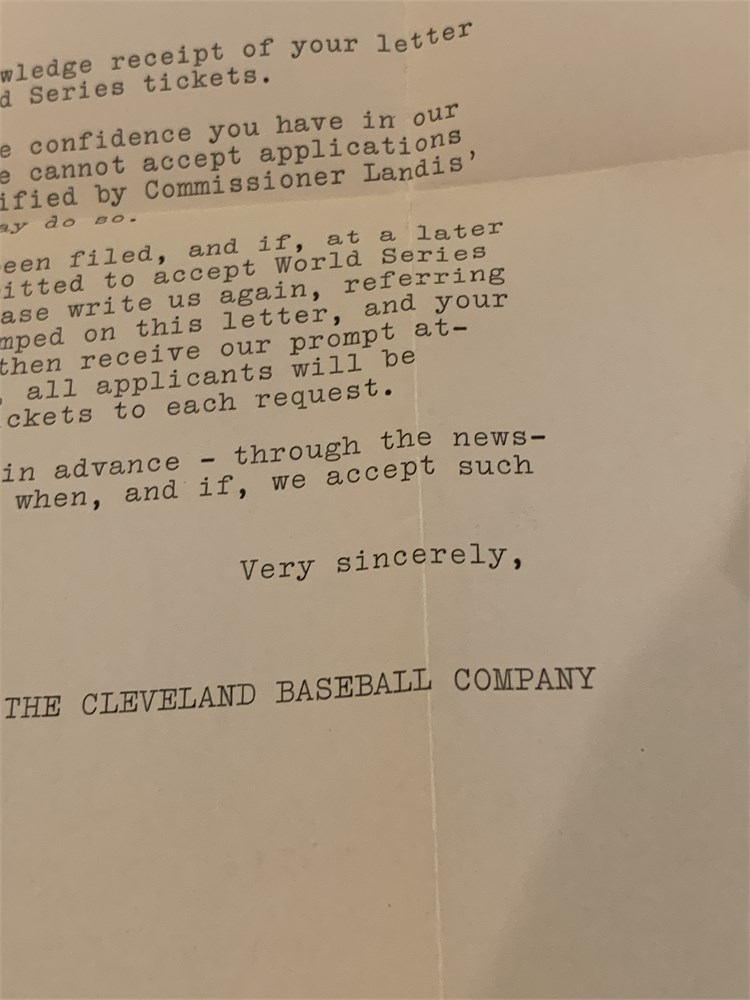 wledge receipt of your letter
d Series tickets.
e confidence you have in our
e cannot accept applications
ified by Commissioner Landis'
ay do so.
een filed, and if, at a later
itted to accept World Series
ase write us again, referring
mped on this letter, and your
then receive our prompt at-
, all applicants will be
ckets to each request.
in advance - through the news-
when, and if, we accept such
Very sincerely,
THE CLEVELAND BASEBALL COMPANY